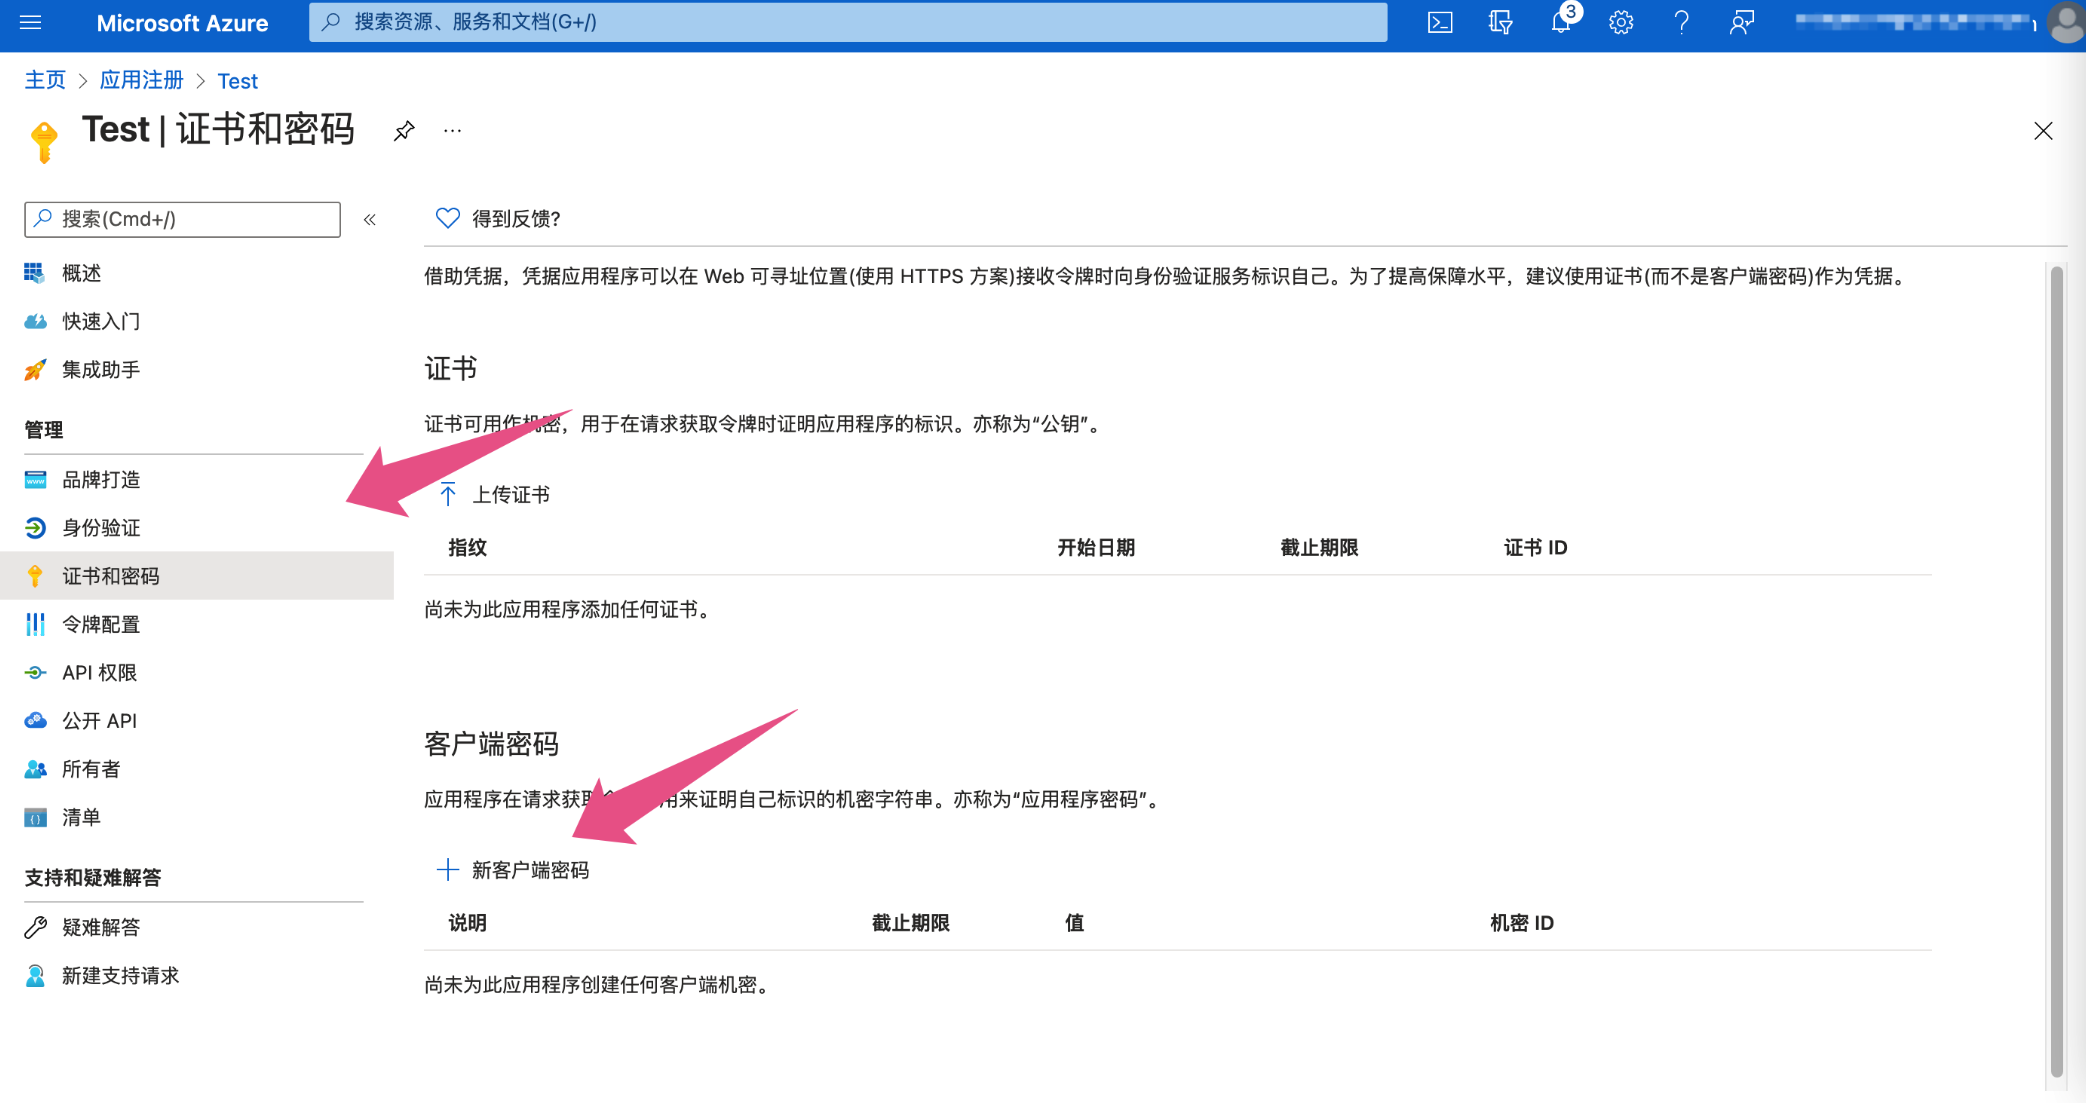 Microsoft Azure
搜索资源、服务和文档(G+/)
3
主页 > 应用注册 > Test
Test | 证书和密码
搜索(Cmd+/)
概述
快速入门
集成助手
管理
品牌打造
身份验证
证书和密码
令牌配置
API 权限
公开 API
所有者
清单
支持和疑难解答
疑难解答
新建支持请求
得到反馈?
借助凭据，凭据应用程序可以在 Web 可寻址位置(使用 HTTPS 方案)接收令牌时向身份验证服务标识自己。为了提高保障水平，建议使用证书(而不是客户端密码)作为凭据。
证书
证书可用作机密，用于在请求获取令牌时证明应用程序的标识。亦称为“公钥”。
上传证书
指纹 开始日期 截止期限 证书 ID
尚未为此应用程序添加任何证书。
客户端密码
应用程序在请求获取 用来证明自己标识的机密字符串。亦称为“应用程序密码”。
新客户端密码
说明 截止期限 值 机密 ID
尚未为此应用程序创建任何客户端机密。